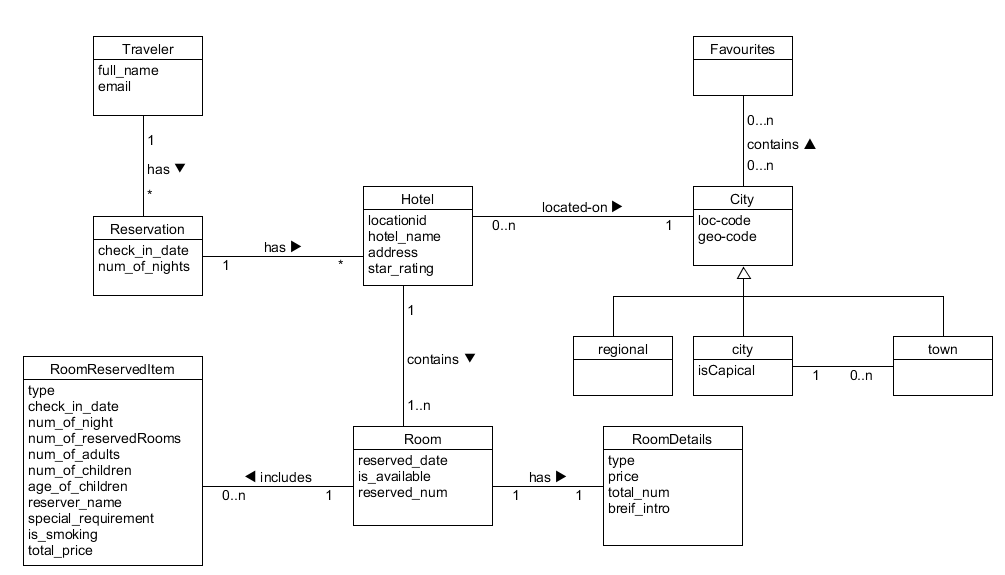 Traveler
full_name
email
Favourites
1
has ▼
*
0...n
contains ▲
0...n
Reservation
check_in_date
num_of_nights
has ▶
1
*
Hotel
locationid
hotel_name
address
star_rating
located-on ▶
0..n
1
City
loc-code
geo-code
regional
city
isCapical
1
0..n
town
1
contains ▼
1..n
RoomReservedItem
type
check_in_date
num_of_night
num_of_reservedRooms
num_of_adults
num_of_children
age_of_children
reserver_name
special_requirement
is_smoking
total_price
◀ includes
0..n
1
Room
reserved_date
is_available
reserved_num
has ▶
1
1
RoomDetails
type
price
total_num
breif_intro